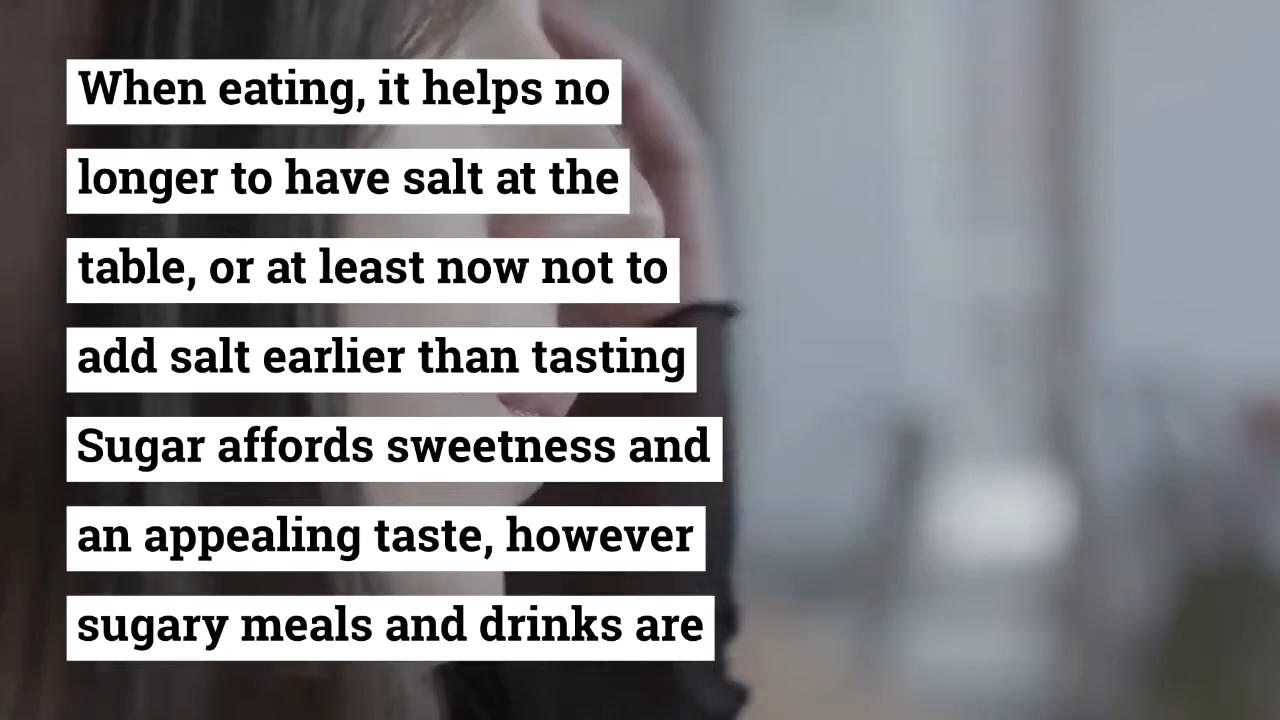 When eating, it helps no
longer to have salt at the
table, or at least now not to
add salt earlier than tasting
Sugar affords sweetness and
an appealing taste, however
sugary meals and drinks are